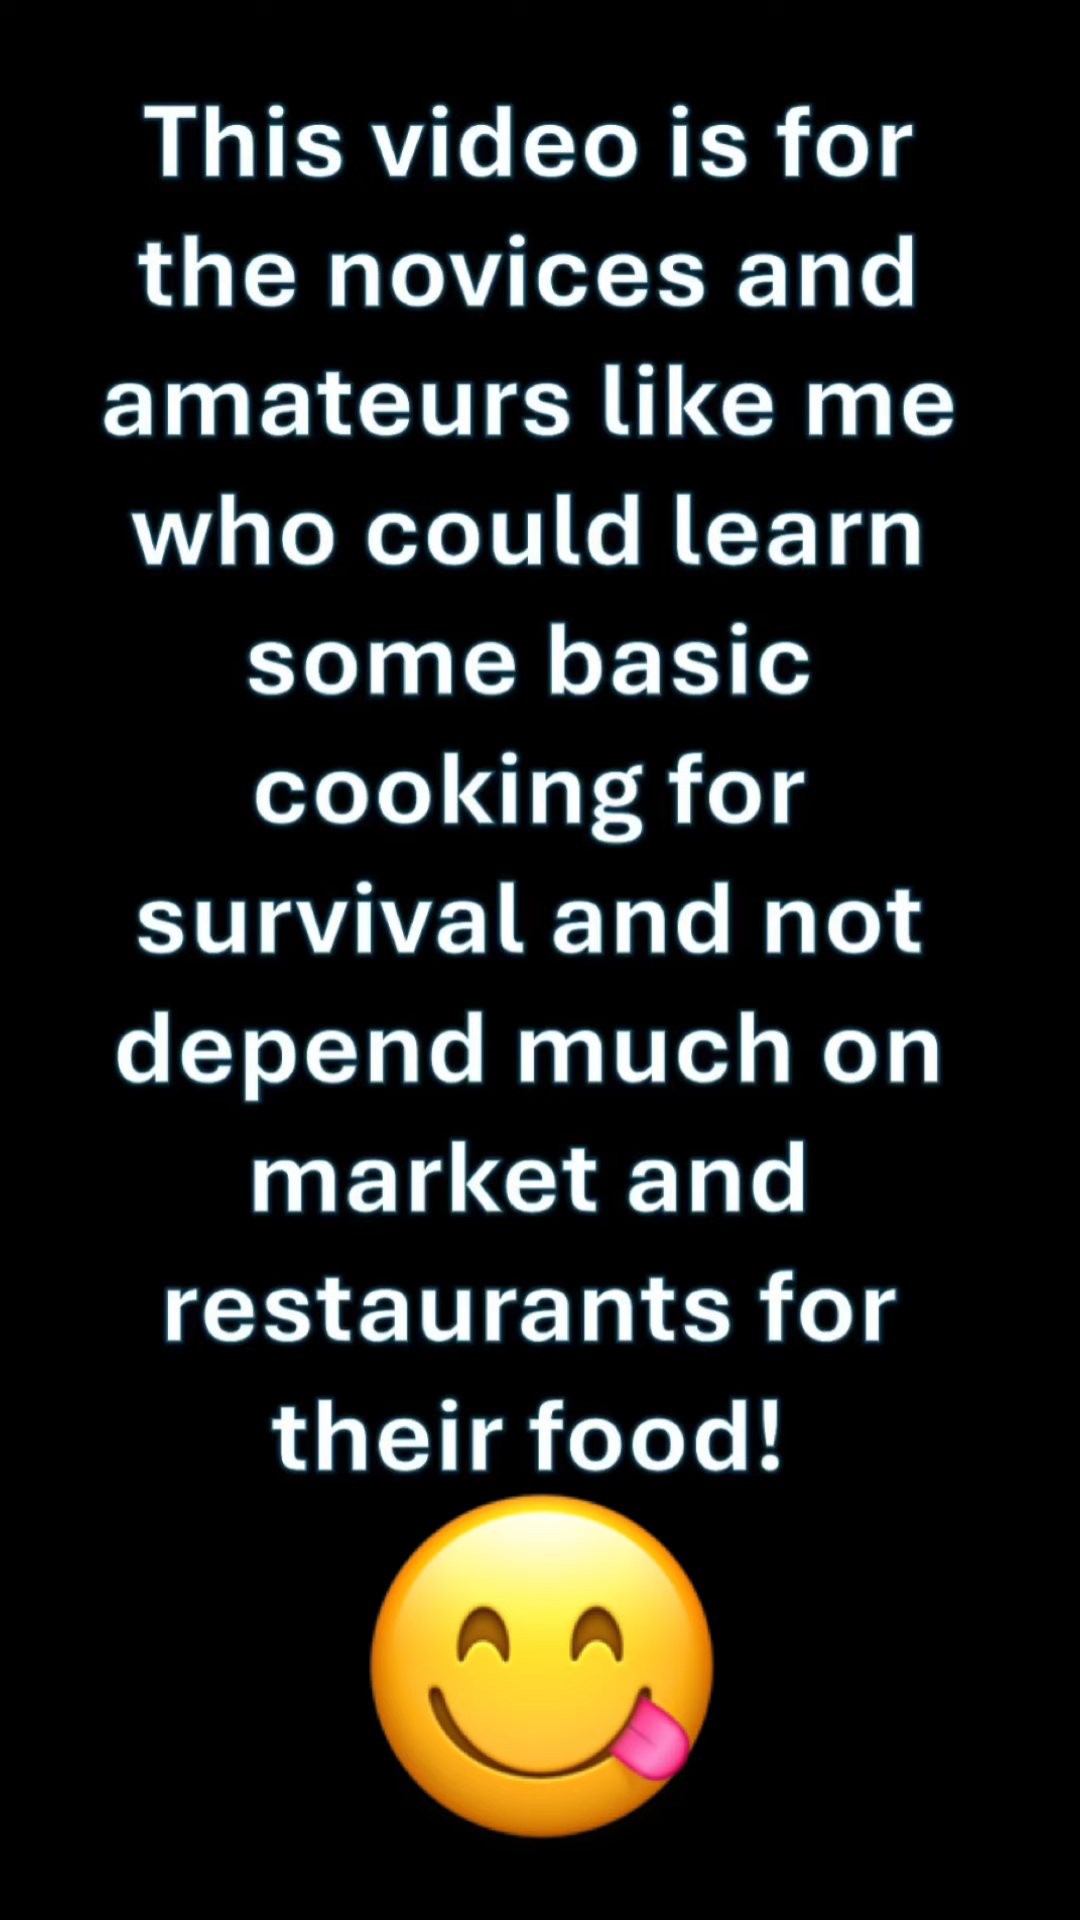 This video is for
the novices and
amateurs like me
who could learn
some basic
cooking for
survival and not
depend much on
market and
restaurants for
their food!